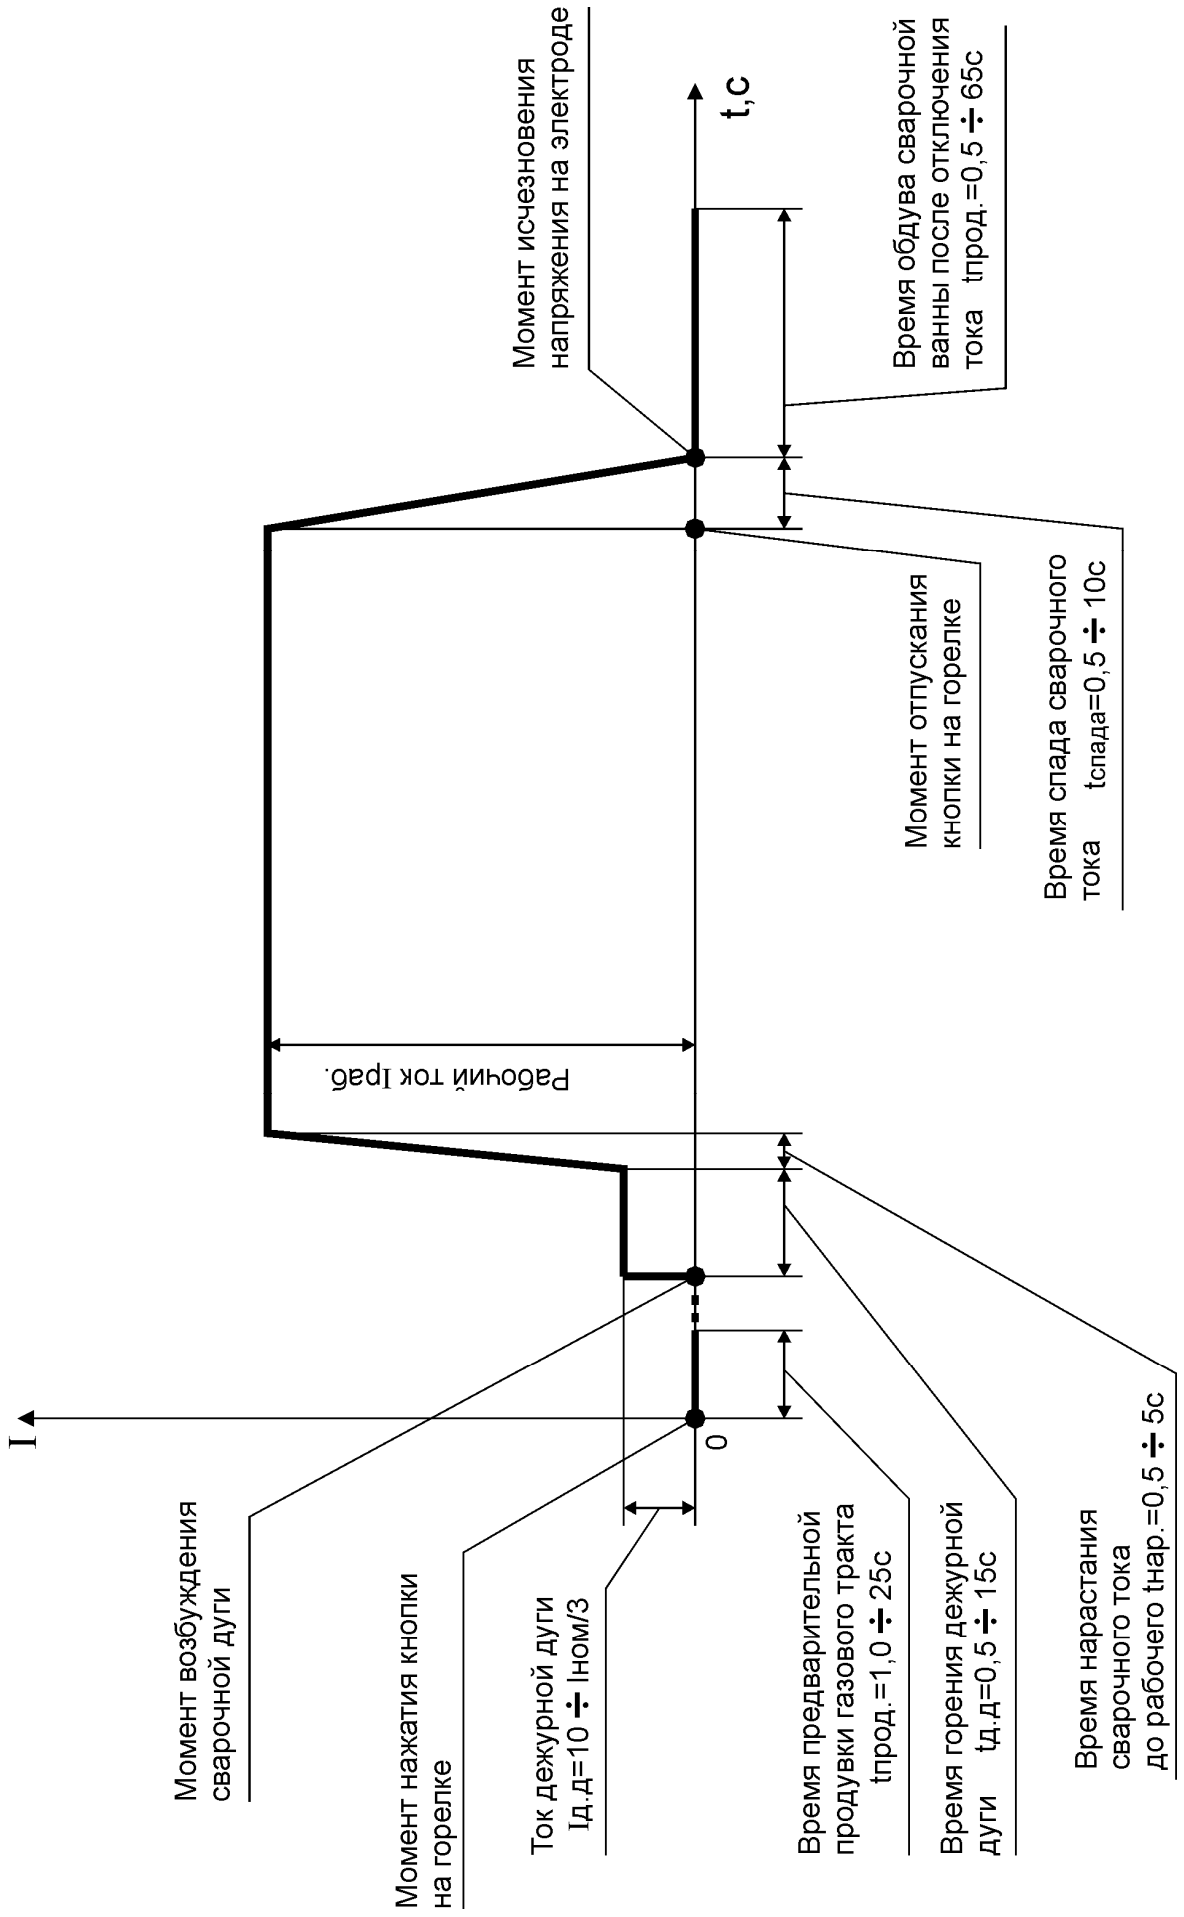 I
Момент возбуждения
сварочной дуги
Момент нажатия кнопки
на горелке
Ток дежурной дуги
Iд.д=10 ÷ Iном/3
0
Время предварительной
продувки газового тракта
tпрод.=1,0 ÷ 25с
Время горения дежурной
дуги tд.д=0,5 ÷ 15с
Время нарастания
сварочного тока
до рабочего tнар.=0,5 ÷ 5с
Рабочий ток Iраб.
Момент отпускания
кнопки на горелке
Время спада сварочного
тока tспада=0,5 ÷ 10с
Момент исчезновения
напряжения на электроде
t,с
Время обдува сварочной
ванны после отключения
тока tпрод.=0,5 ÷ 65с